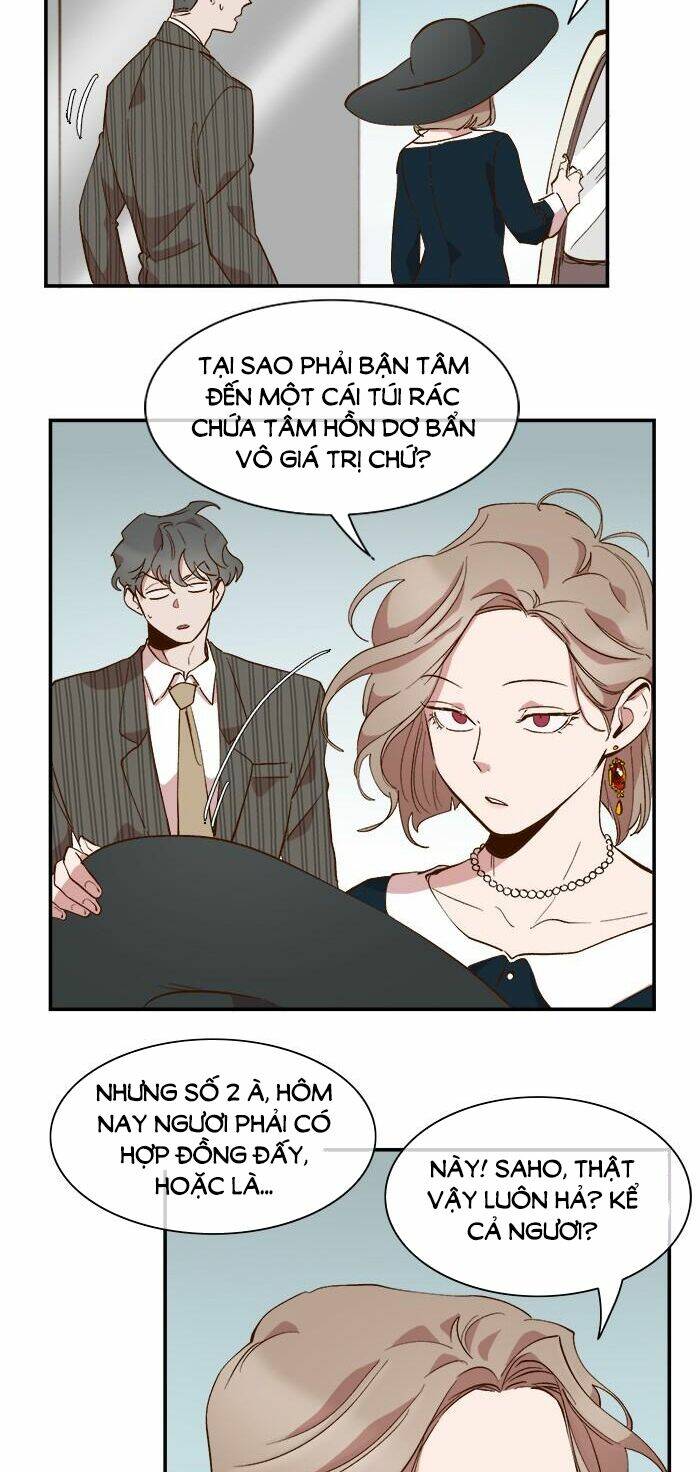 TẠI SAO PHẢI BẬN TÂM
ĐẾN MỘT CÁI TÚI RÁC
CHỨA TÂM HỒN DƠ BẨN
VÔ GIÁ TRỊ CHỨ?
NHƯNG SỐ 2 À, HÔM
NAY NGƯƠI PHẢI CÓ
HỢP ĐỒNG ĐẤY,
HOẶC LÀ...
NÀY! SAHO, THẬT
VẬY LUÔN HẢ? KỂ
CẢ NGƯƠI?